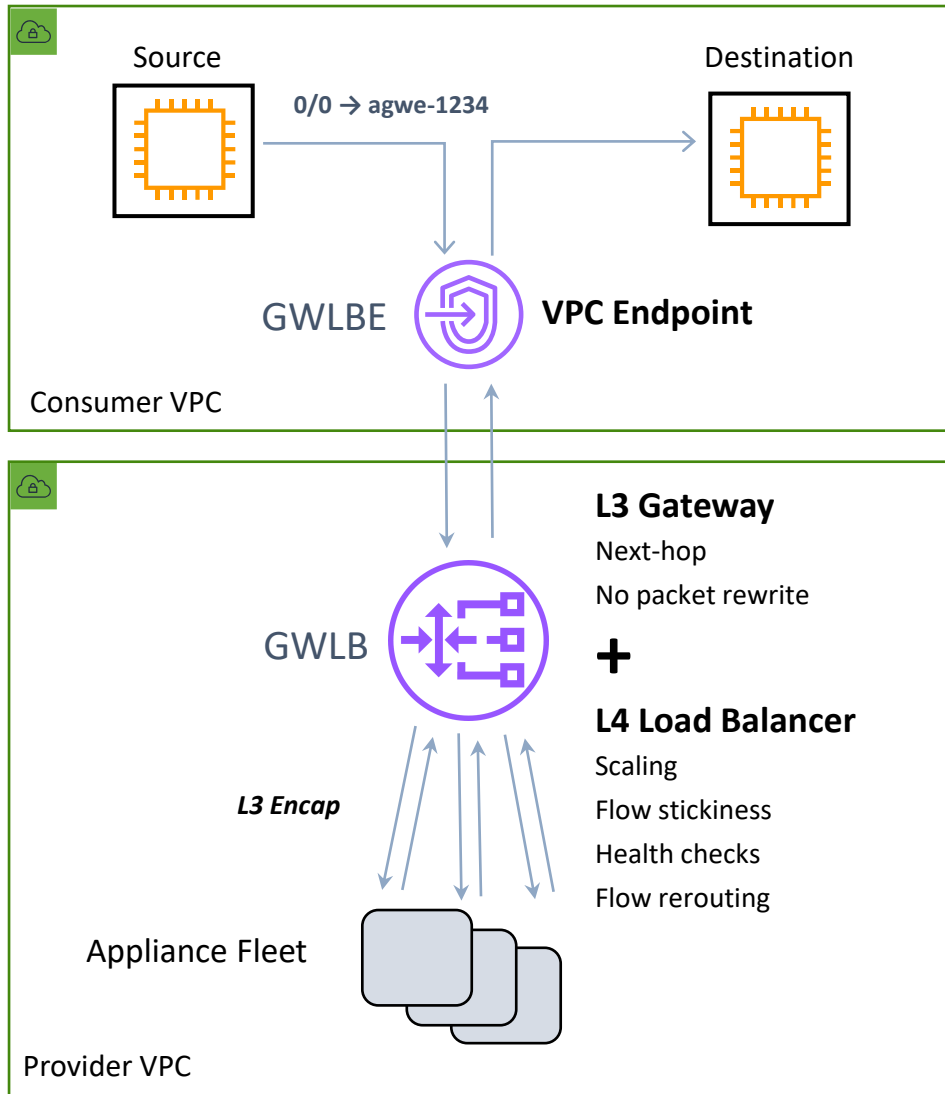 Source
Destination
0/0 → agwe-1234
GWLBE
VPC Endpoint
Consumer VPC
L3 Gateway
Next-hop
No packet rewrite
+
GWLB
L4 Load Balancer
Scaling
L3 Encap
Flow stickiness
Health checks
Flow rerouting
Appliance Fleet
Provider VPC